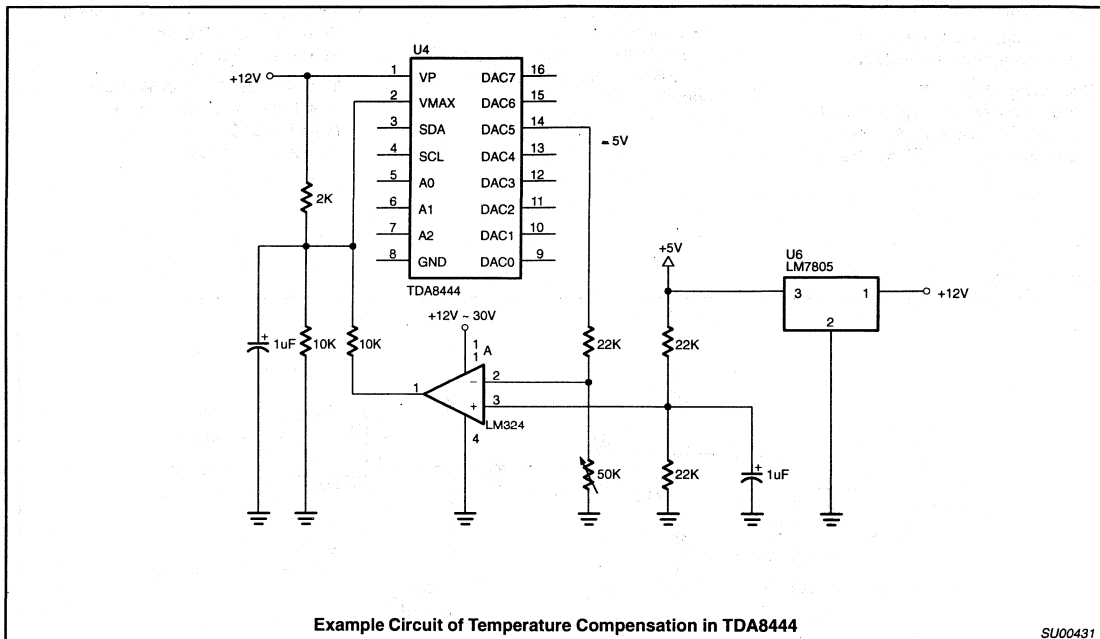 U4
+12V
1 VP DAC7 16
2 VMAX DAC6 15
3 SDA DAC5 14
≃ 5V
4 SCL DAC4 13
5 A0 DAC3 12
6 A1 DAC2 11
7 A2 DAC1 10
8 GND DAC0 9
TDA8444
2K
+5V
U6
LM7805
3 1
2
+12V
+12V ~ 30V
1uF
10K
10K
1
1
A
1
2
−
3
+
LM324
4
22K
22K
50K
22K
1uF
Example Circuit of Temperature Compensation in TDA8444
SU00431